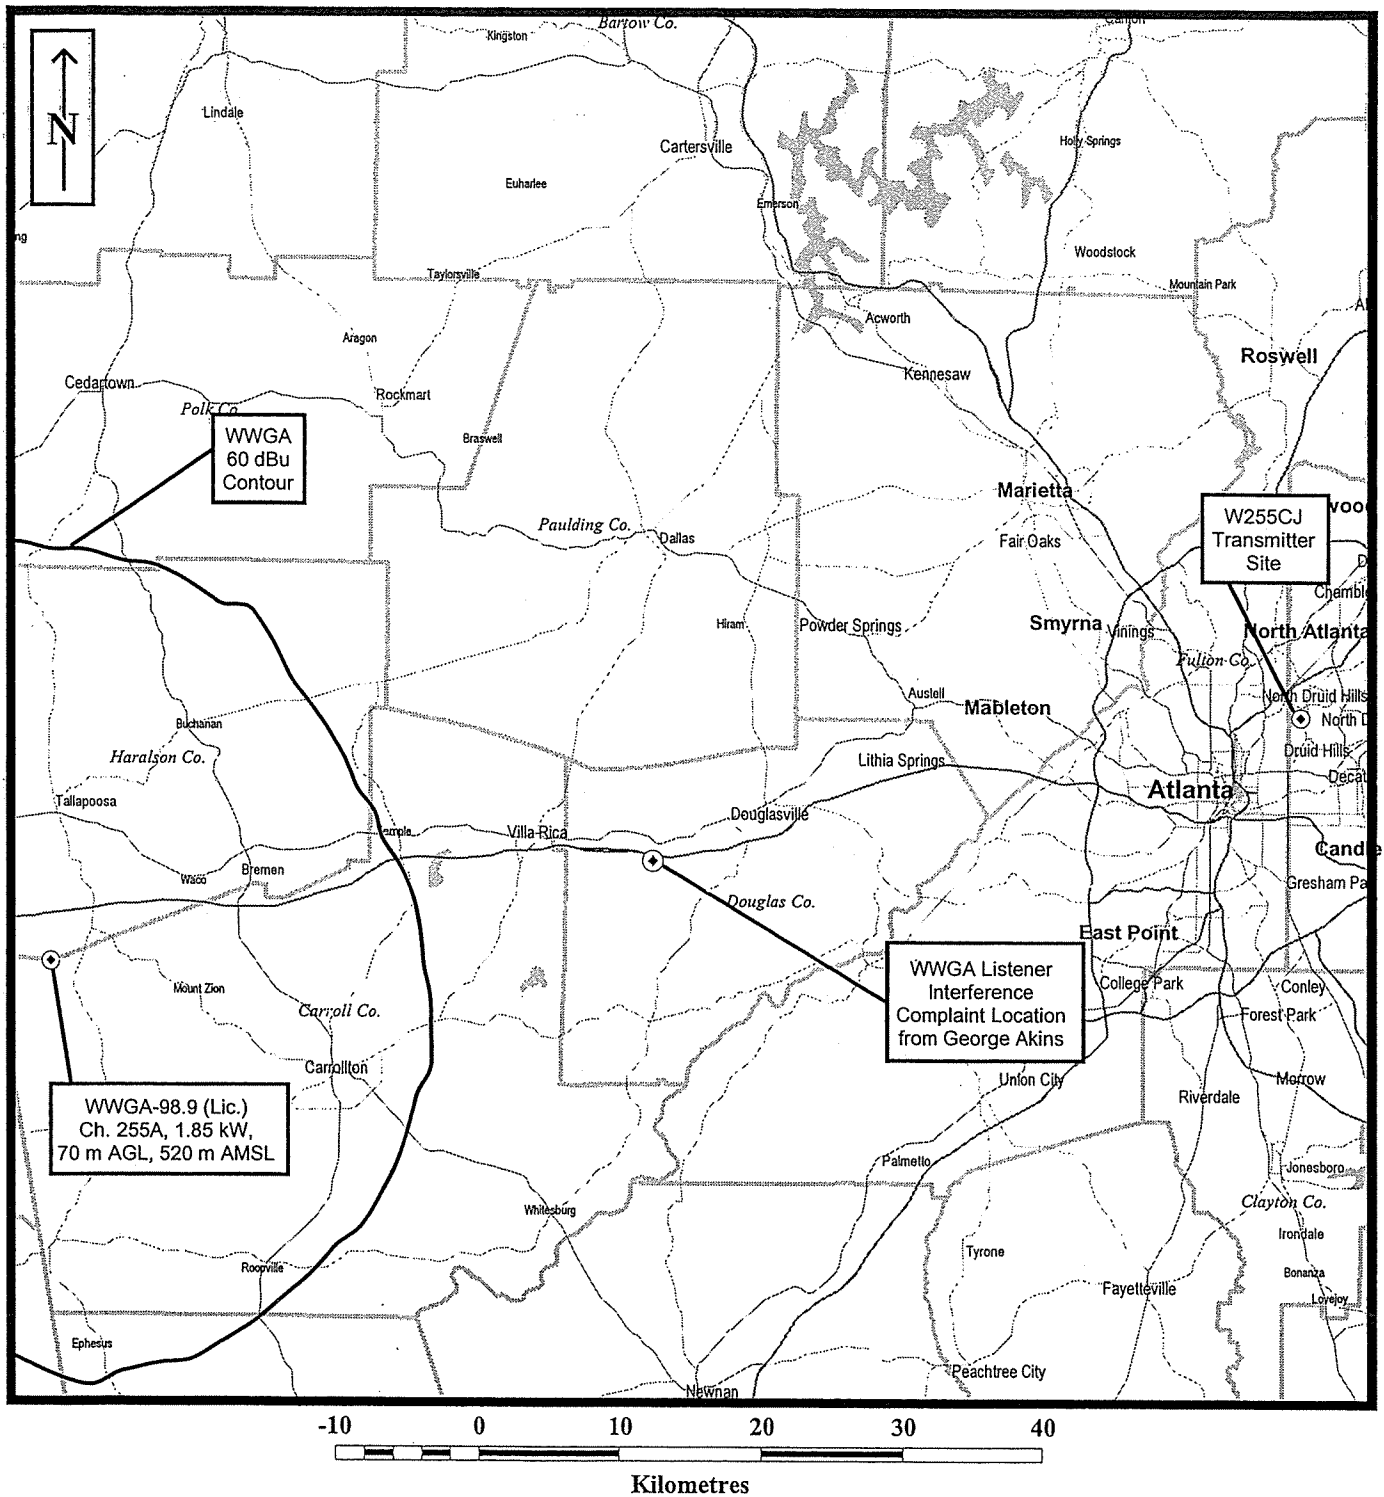 Bartow Co.
Canton
Kingston
N
Lindale
Cartersville
Holly Springs
Euharlee
Emerson
ng
Woodstock
Taylorsville
Mountain Park
Acworth
Aragon
Roswell
Kennesaw
Cedartown
Rockmart
Polk Co.
WWGA
60 dBu
Contour
Braswell
Marietta
W255CJ
Transmitter
Site
Paulding Co.
Dallas
Fair Oaks
Chamble
Hiram
Powder Springs
Smyrna
Vinings
North Atlanta
Fulton Co.
Austell
North Druid Hills
Mableton
Buchanan
North D
Haralson Co.
Lithia Springs
Druid Hills
Decat
Tallapoosa
Atlanta
Douglasville
Temple
Villa Rica
Candle
Waco
Bremen
Gresham Pa
Douglas Co.
East Point
WWGA Listener
Interference
Complaint Location
from George Akins
Mount Zion
College Park
Conley
Carroll Co.
Forest Park
Carrollton
Union City
Morrow
WWGA-98.9 (Lic.)
Ch. 255A, 1.85 kW,
70 m AGL, 520 m AMSL
Riverdale
Palmetto
Jonesboro
Whitesburg
Clayton Co.
Irondale
Tyrone
Roopville
Bonanza
Fayetteville
Lovejoy
Ephesus
Peachtree City
Newnan
-10 0 10 20 30 40
Kilometres